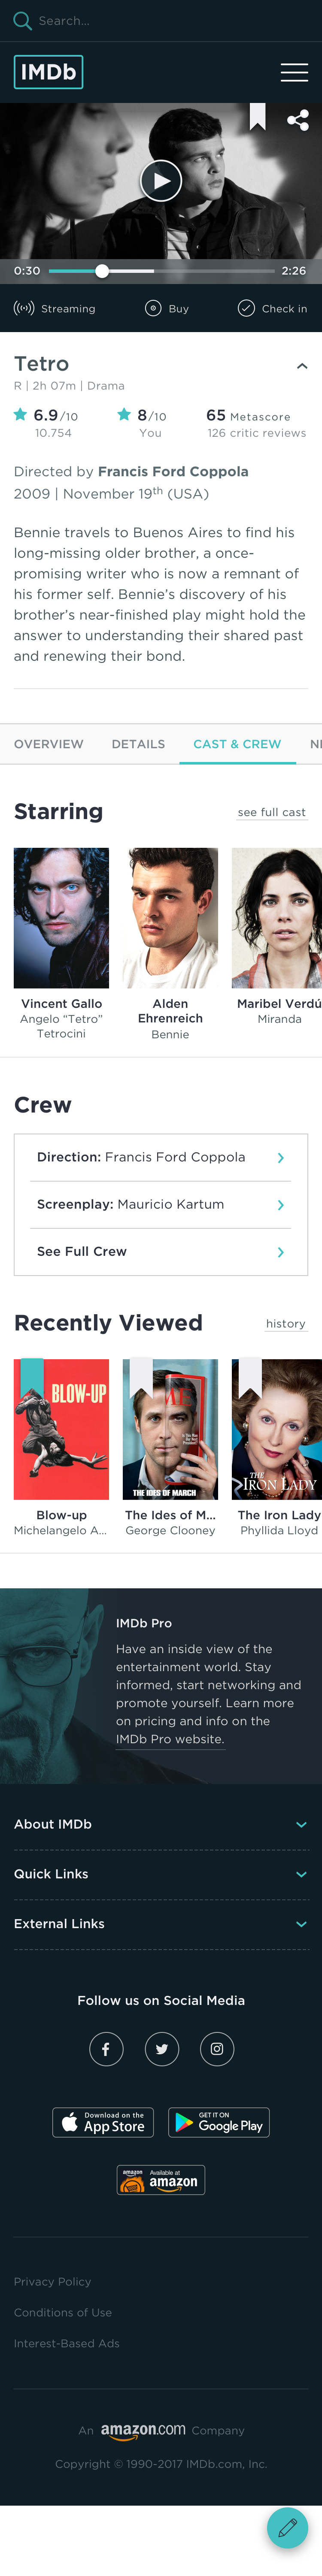 Search...
IMDb
0:30
2:26
Streaming
Buy
Check in
Tetro
R | 2h 07m | Drama
6.9/10
8/10
65 Metascore
10.754
You
126 critic reviews
Directed by Francis Ford Coppola
2009 | November 19th (USA)
Bennie travels to Buenos Aires to find his
long-missing older brother, a once-
promising writer who is now a remnant of
his former self. Bennie's discovery of his
brother's near-finished play might hold the
answer to understanding their shared past
and renewing their bond.
OVERVIEW
DETAILS
CAST & CREW
Starring
see full cast
Vincent Gallo
Angelo “Tetro”
Tetrocini
Alden
Ehrenreich
Bennie
Maribel Verdú
Miranda
Crew
Direction: Francis Ford Coppola
Screenplay: Mauricio Kartum
See Full Crew
Recently Viewed
history
BLOW-UP
THE IDES OF MARCH
THE
IRON LADY
Blow-up
Michelangelo A...
The Ides of M...
George Clooney
The Iron Lady
Phyllida Lloyd
IMDb Pro
Have an inside view of the
entertainment world. Stay
informed, start networking and
promote yourself. Learn more
on pricing and info on the
IMDb Pro website.
About IMDb
Quick Links
External Links
Follow us on Social Media
Download on the
App Store
GET IT ON
Google Play
amazon
Available at
amazon
Privacy Policy
Conditions of Use
Interest-Based Ads
An amazon.com Company
Copyright © 1990-2017 IMDb.com, Inc.